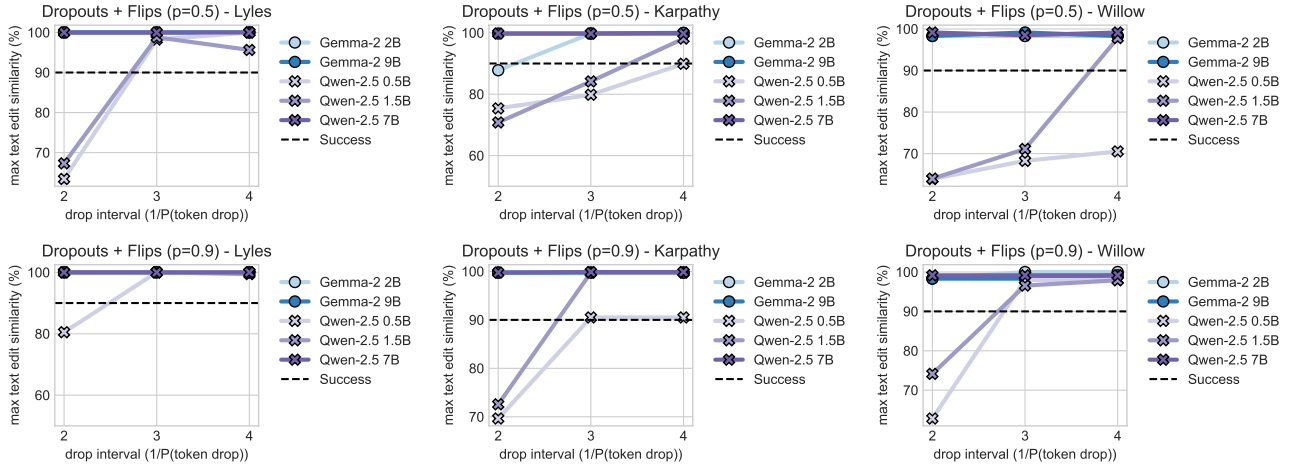 Dropouts + Flips (p=0.5) - Lyles
max text edit similarity (%)
100
90
80
70
2
3
4
drop interval (1/P(token drop))
Gemma-2 2B
Gemma-2 9B
Qwen-2.5 0.5B
Qwen-2.5 1.5B
Qwen-2.5 7B
Success
Dropouts + Flips (p=0.5) - Karpathy
max text edit similarity (%)
100
80
60
2
3
4
drop interval (1/P(token drop))
Gemma-2 2B
Gemma-2 9B
Qwen-2.5 0.5B
Qwen-2.5 1.5B
Qwen-2.5 7B
Success
Dropouts + Flips (p=0.5) - Willow
max text edit similarity (%)
100
90
80
70
2
3
4
drop interval (1/P(token drop))
Gemma-2 2B
Gemma-2 9B
Qwen-2.5 0.5B
Qwen-2.5 1.5B
Qwen-2.5 7B
Success
Dropouts + Flips (p=0.9) - Lyles
max text edit similarity (%)
100
80
60
2
3
4
drop interval (1/P(token drop))
Gemma-2 2B
Gemma-2 9B
Qwen-2.5 0.5B
Qwen-2.5 1.5B
Qwen-2.5 7B
Success
Dropouts + Flips (p=0.9) - Karpathy
max text edit similarity (%)
100
90
80
70
2
3
4
drop interval (1/P(token drop))
Gemma-2 2B
Gemma-2 9B
Qwen-2.5 0.5B
Qwen-2.5 1.5B
Qwen-2.5 7B
Success
Dropouts + Flips (p=0.9) - Willow
max text edit similarity (%)
100
90
80
70
2
3
4
drop interval (1/P(token drop))
Gemma-2 2B
Gemma-2 9B
Qwen-2.5 0.5B
Qwen-2.5 1.5B
Qwen-2.5 7B
Success